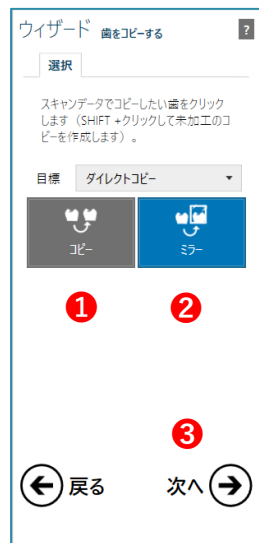 ウィザード 歯をコピーする ?
選択
スキャンデータでコピーしたい歯をクリック
します（SHIFT +クリックして未加工のコ
ピーを作成します）。
目標 ダイレクトコピー
コピー ミラー
1 2
3
戻る 次へ